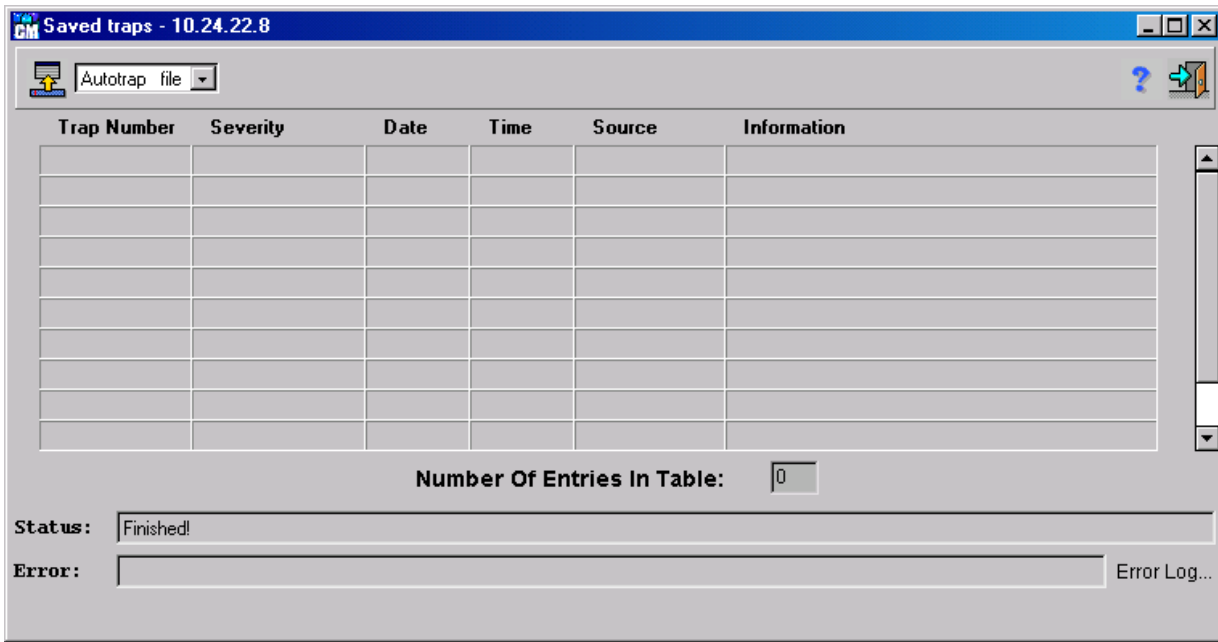 CM Saved traps - 10.24.22.8
Autotrap file
?
Trap Number Severity Date Time Source Information
Number Of Entries In Table: 0
Status: Finished!
Error: Error Log...